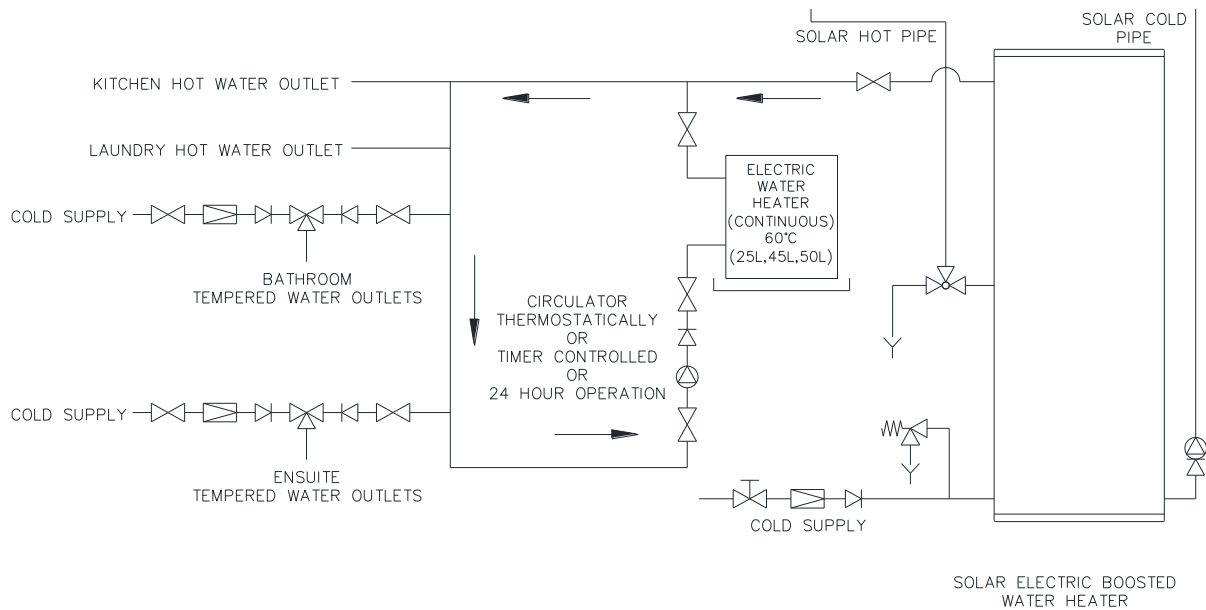 SOLAR HOT PIPE
SOLAR COLD
PIPE
KITCHEN HOT WATER OUTLET
LAUNDRY HOT WATER OUTLET
ELECTRIC
WATER
HEATER
(CONTINUOUS)
60°C
(25L,45L,50L)
COLD SUPPLY
BATHROOM
TEMPERED WATER OUTLETS
CIRCULATOR
THERMOSTATICALLY
OR
TIMER CONTROLLED
OR
24 HOUR OPERATION
COLD SUPPLY
ENSUITE
TEMPERED WATER OUTLETS
COLD SUPPLY
SOLAR ELECTRIC BOOSTED
WATER HEATER